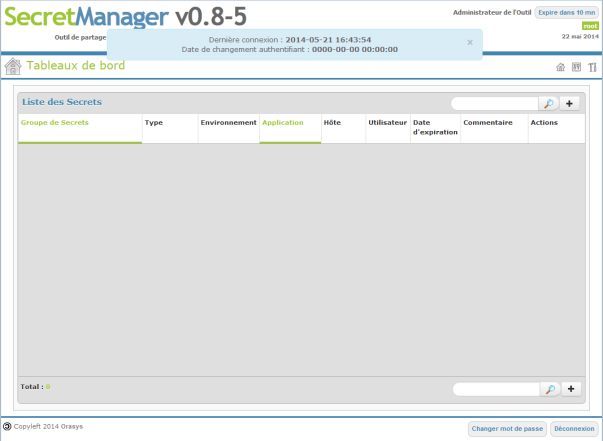 SecretManager v0.8-5
Administrateur de l'Outil Expire dans 10 mn
root
Outil de partage
22 mai 2014
Dernière connexion : 2014-05-21 16:43:54 ×
Date de changement authentifiant : 0000-00-00 00:00:00
Tableaux de bord
Liste des Secrets +
Groupe de Secrets Type Environnement Application Hôte Utilisateur Date d'expiration Commentaire Actions
Total : 0 +
Copyleft 2014 Orasys
Changer mot de passe Déconnexion